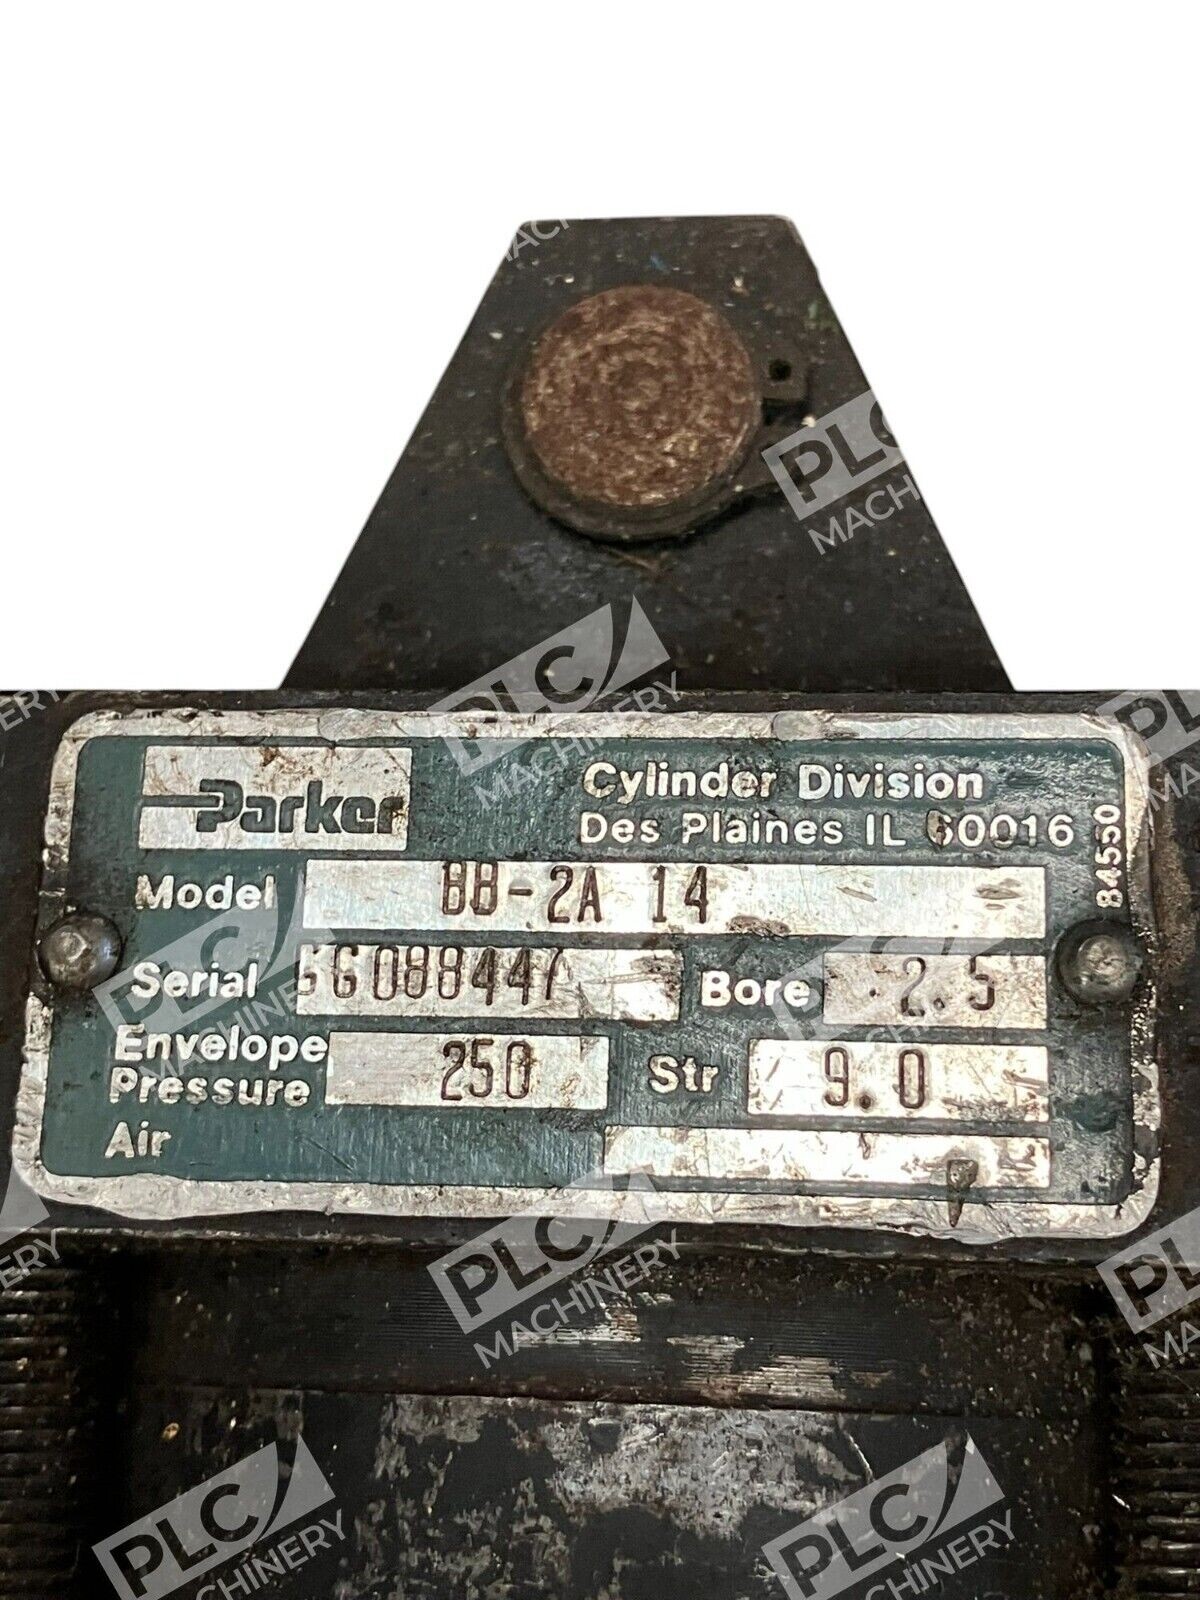 Parker
Cylinder Division
Des Plaines IL 60016
84550
Model BB-2A 14
Serial 5G088447 Bore 2.5
Envelope
Pressure 250 Str 9.0
Air
PLC
MACHINERY